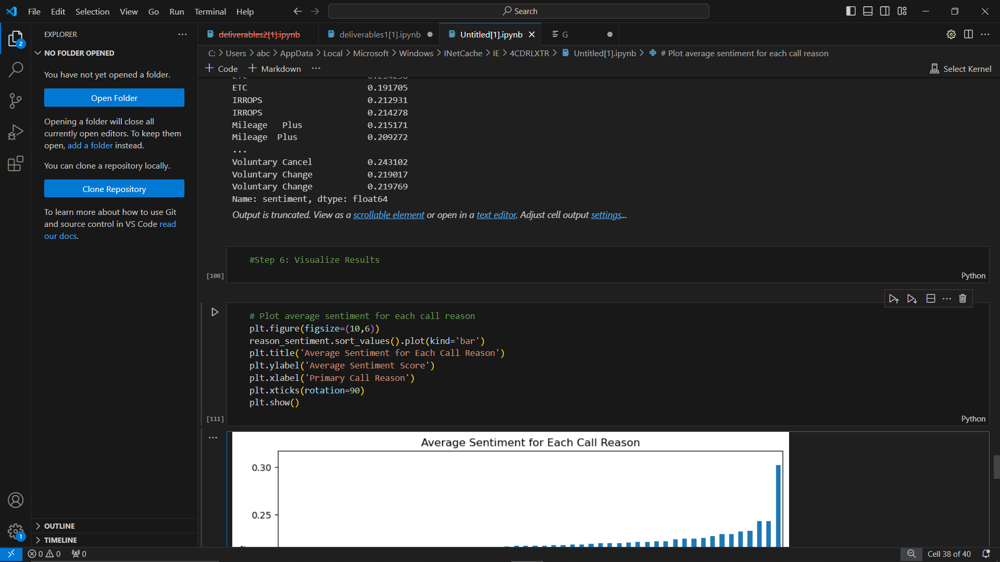 File Edit Selection View Go Run Terminal Help
Search
EXPLORER
NO FOLDER OPENED
You have not yet opened a folder.
Open Folder
Opening a folder will close all
currently open editors. To keep them
open, add a folder instead.
You can clone a repository locally.
Clone Repository
To learn more about how to use Git
and source control in VS Code read
our docs.
OUTLINE
TIMELINE
2
1
deliverables2[1].ipynb
deliverables1[1].ipynb
Untitled[1].ipynb
G
C: > Users > abc > AppData > Local > Microsoft > Windows > INetCache > IE > 4CDRLXTR > Untitled[1].ipynb > # Plot average sentiment for each call reason
+ Code + Markdown ...
Select Kernel
ETC 0.214298
ETC 0.191705
IRROPS 0.212931
IRROPS 0.214278
Mileage   Plus 0.215171
Mileage  Plus 0.209272
...
Voluntary Cancel 0.243102
Voluntary Change 0.219017
Voluntary Change 0.219769
Name: sentiment, dtype: float64
Output is truncated. View as a scrollable element or open in a text editor. Adjust cell output settings...
#Step 6: Visualize Results
[108]
Python
# Plot average sentiment for each call reason
plt.figure(figsize=(10,6))
reason_sentiment.sort_values().plot(kind='bar')
plt.title('Average Sentiment for Each Call Reason')
plt.ylabel('Average Sentiment Score')
plt.xlabel('Primary Call Reason')
plt.xticks(rotation=90)
plt.show()
[111]
Python
Average Sentiment for Each Call Reason
0.30
0.25
0 0 0
Cell 38 of 40